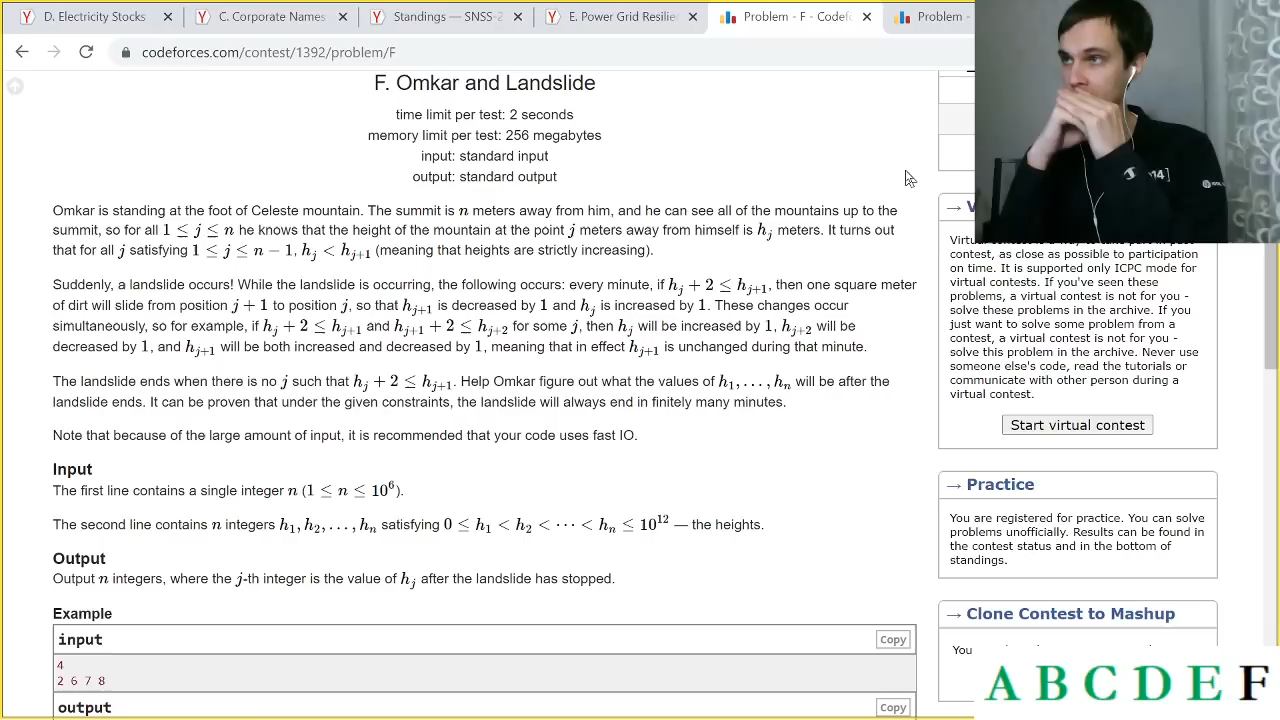 D. Electricity Stocks
C. Corporate Names
Standings — SNSS-2
E. Power Grid Resilie
Problem - F - Codef
Problem -
codeforces.com/contest/1392/problem/F
F. Omkar and Landslide
time limit per test: 2 seconds
memory limit per test: 256 megabytes
input: standard input
output: standard output
Omkar is standing at the foot of Celeste mountain. The summit is n meters away from him, and he can see all of the mountains up to the
summit, so for all 1 ≤ j ≤ n he knows that the height of the mountain at the point j meters away from himself is h_j meters. It turns out
that for all j satisfying 1 ≤ j ≤ n − 1, h_j < h_{j+1} (meaning that heights are strictly increasing).
Suddenly, a landslide occurs! While the landslide is occurring, the following occurs: every minute, if h_j + 2 ≤ h_{j+1}, then one square meter
of dirt will slide from position j + 1 to position j, so that h_{j+1} is decreased by 1 and h_j is increased by 1. These changes occur
simultaneously, so for example, if h_j + 2 ≤ h_{j+1} and h_{j+1} + 2 ≤ h_{j+2} for some j, then h_j will be increased by 1, h_{j+2} will be
decreased by 1, and h_{j+1} will be both increased and decreased by 1, meaning that in effect h_{j+1} is unchanged during that minute.
The landslide ends when there is no j such that h_j + 2 ≤ h_{j+1}. Help Omkar figure out what the values of h_1, …, h_n will be after the
landslide ends. It can be proven that under the given constraints, the landslide will always end in finitely many minutes.
Note that because of the large amount of input, it is recommended that your code uses fast IO.
Input
The first line contains a single integer n (1 ≤ n ≤ 10^6).
The second line contains n integers h_1, h_2, …, h_n satisfying 0 ≤ h_1 < h_2 < ⋯ < h_n ≤ 10^12 — the heights.
Output
Output n integers, where the j-th integer is the value of h_j after the landslide has stopped.
Example
input
Copy
4
2 6 7 8
output
Copy
→ V
contest, as close as possible to participation
on time. It is supported only ICPC mode for
virtual contests. If you've seen these
problems, a virtual contest is not for you -
solve these problems in the archive. If you
just want to solve some problem from a
contest, a virtual contest is not for you -
solve this problem in the archive. Never use
someone else's code, read the tutorials or
communicate with other person during a
virtual contest.
Start virtual contest
→ Practice
You are registered for practice. You can solve
problems unofficially. Results can be found in
the contest status and in the bottom of
standings.
→ Clone Contest to Mashup
You
A B C D E F